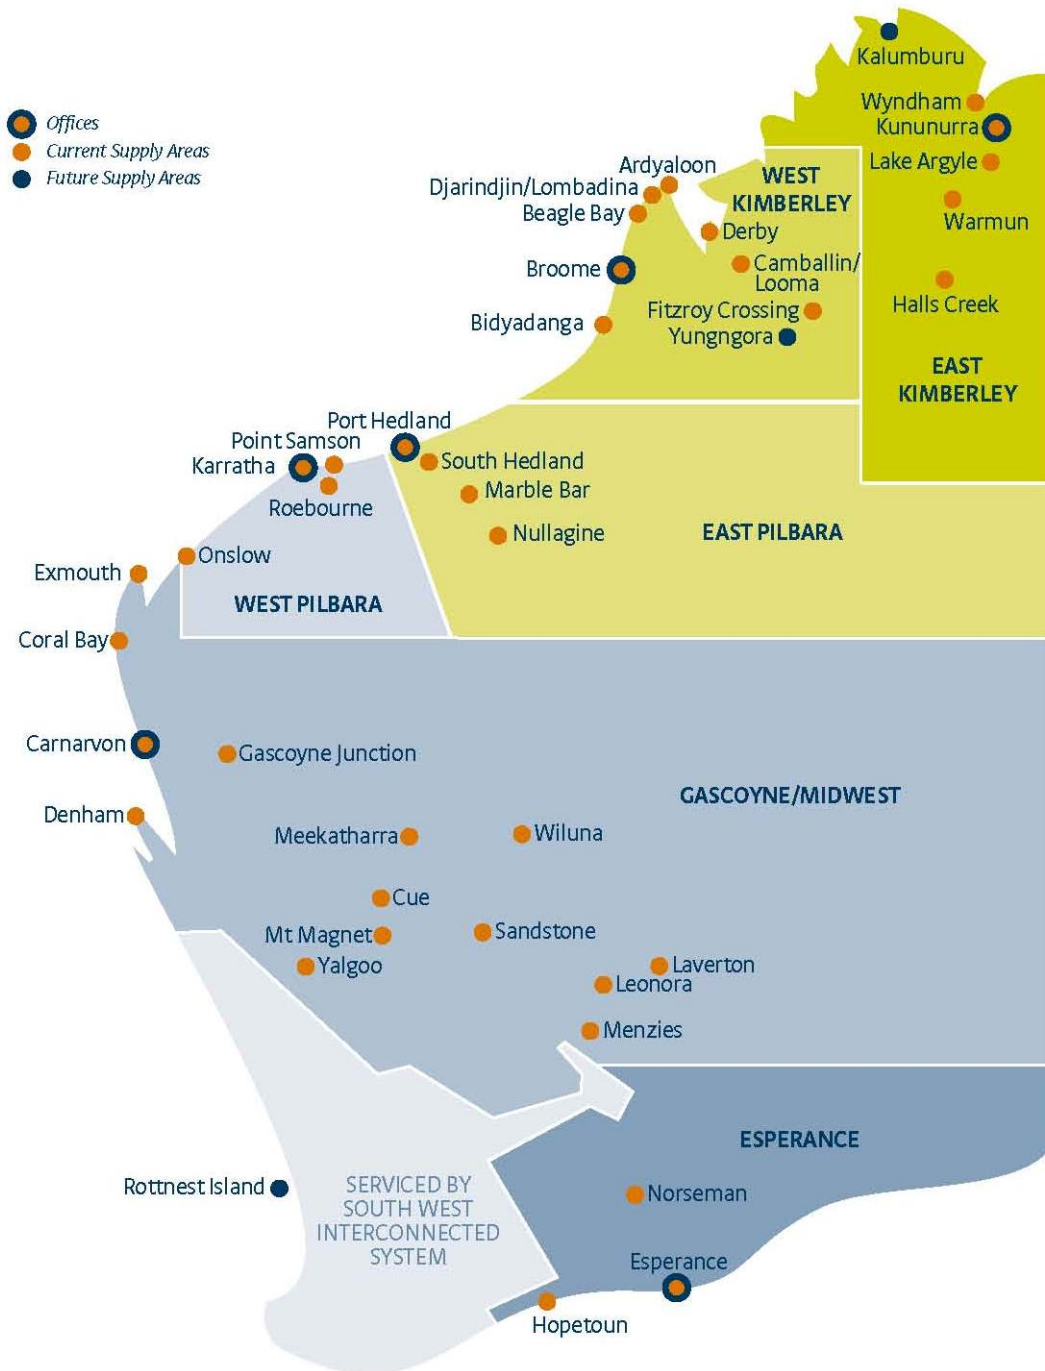 Offices
Current Supply Areas
Future Supply Areas
Kalumburu
Wyndham
Kununurra
Lake Argyle
Warmun
Halls Creek
EAST
KIMBERLEY
Ardyaloon
Djarindjin/Lombadina
Beagle Bay
WEST
KIMBERLEY
Derby
Broome
Camballin/
Looma
Bidyadanga
Fitzroy Crossing
Yungngora
Port Hedland
Point Samson
Karratha
Roebourne
South Hedland
Marble Bar
Nullagine
EAST PILBARA
Onslow
Exmouth
WEST PILBARA
Coral Bay
Carnarvon
Gascoyne Junction
Denham
GASCOYNE/MIDWEST
Meekatharra
Wiluna
Cue
Mt Magnet
Sandstone
Yalgoo
Laverton
Leonora
Menzies
ESPERANCE
Rottnest Island
SERVICED BY
SOUTH WEST
INTERCONNECTED
SYSTEM
Norseman
Esperance
Hopetoun